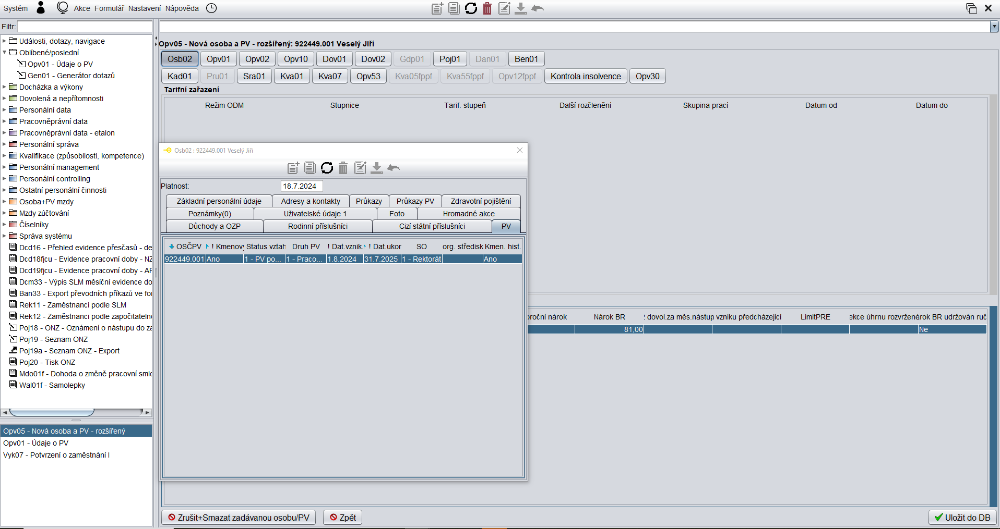 Systém Akce Formulář Nastavení Nápověda
Filtr:
Události, dotazy, navigace
Oblíbené/poslední
Opv01 - Údaje o PV
Gen01 - Generátor dotazů
Docházka a výkony
Dovolená a nepřítomnosti
Personální data
Pracovněprávní data
Pracovněprávní data - etalon
Personální správa
Kvalifikace (způsobilosti, kompetence)
Personální management
Personální controlling
Ostatní personální činnosti
Osoba+PV mzdy
Mzdy zúčtování
Číselníky
Správa systému
Dcd16 - Přehled evidence přesčasů - de
Dcd18fjcu - Evidence pracovní doby - NZ
Dcd19fjcu - Evidence pracovní doby - AF
Dcm33 - Výpis SLM měsíční evidence do
Ban33 - Export převodních příkazů ve for
Rek11 - Zaměstnanci podle SLM
Rek12 - Zaměstnanci podle započitateln
Poj18 - ONZ - Oznámení o nástupu do za
Poj19 - Seznam ONZ
Poj19a - Seznam ONZ - Export
Poj20 - Tisk ONZ
Mdo01f - Dohoda o změně pracovní smlo
Wal01f - Samolepky
Opv05 - Nová osoba a PV - rozšířený
Opv01 - Údaje o PV
Vyk07 - Potvrzení o zaměstnání I
Opv05 - Nová osoba a PV - rozšířený: 922449.001 Veselý Jiří
Osb02 Opv01 Opv02 Opv10 Dov01 Dov02 Gdp01 Poj01 Dan01 Ben01
Kad01 Pru01 Sra01 Kva01 Kva07 Opv53 Kva05fppf Kva55fppf Opv12fppf Kontrola insolvence Opv30
Tarifní zařazení
Režim ODM Stupnice Tarif. stupeň Další rozčlenění Skupina prací Datum od Datum do
Osb02 : 922449.001 Veselý Jiří
Platnost: 18.7.2024
Základní personální údaje Adresy a kontakty Průkazy Průkazy PV Zdravotní pojištění
Poznámky(0) Uživatelské údaje 1 Foto Hromadné akce
Důchody a OZP Rodinní příslušníci Cizí státní příslušníci PV
OSČPV ! Kmenov Status vztah Druh PV ! Dat.vznik. ! Dat.ukor SO org. středisk Kmen. hist.
922449.001 Ano 1 - PV po... 1 - Praco... 1.8.2024 31.7.2025 1 - Rektorát Ano
oroční nárok Nárok BR dovol.za měs.nástup vzniku předcházející LimitPRE ekce úhrnu rozvržené rok BR udržován ruč
81,00 Ne
Zrušit+Smazat zadávanou osobu/PV Zpět Uložit do DB